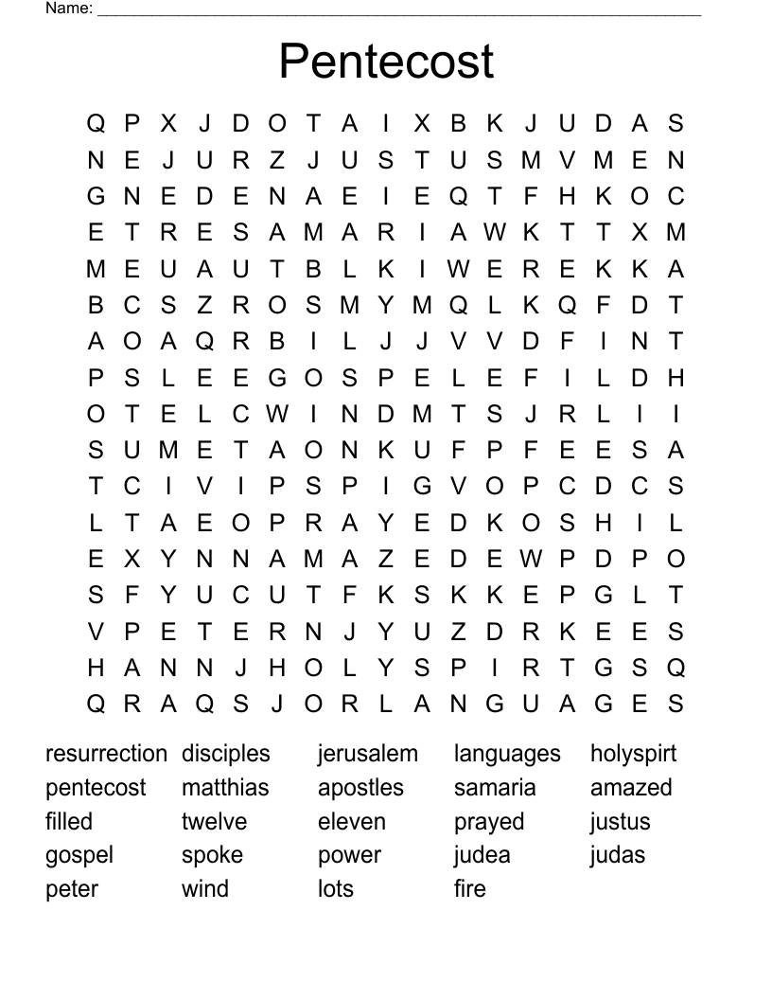 Name: ______________________________________________________________________
Pentecost
Q P X J D O T A I X B K J U D A S
N E J U R Z J U S T U S M V M E N
G N E D E N A E I E Q T F H K O C
E T R E S A M A R I A W K T T X M
M E U A U T B L K I W E R E K K A
B C S Z R O S M Y M Q L K Q F D T
A O A Q R B I L J J V V D F I N T
P S L E E G O S P E L E F I L D H
O T E L C W I N D M T S J R L I I
S U M E T A O N K U F P F E E S A
T C I V I P S P I G V O P C D C S
L T A E O P R A Y E D K O S H I L
E X Y N N A M A Z E D E W P D P O
S F Y U C U T F K S K K E P G L T
V P E T E R N J Y U Z D R K E E S
H A N N J H O L Y S P I R T G S Q
Q R A Q S J O R L A N G U A G E S
resurrection disciples jerusalem languages holyspirt
pentecost matthias apostles samaria amazed
filled twelve eleven prayed justus
gospel spoke power judea judas
peter wind lots fire